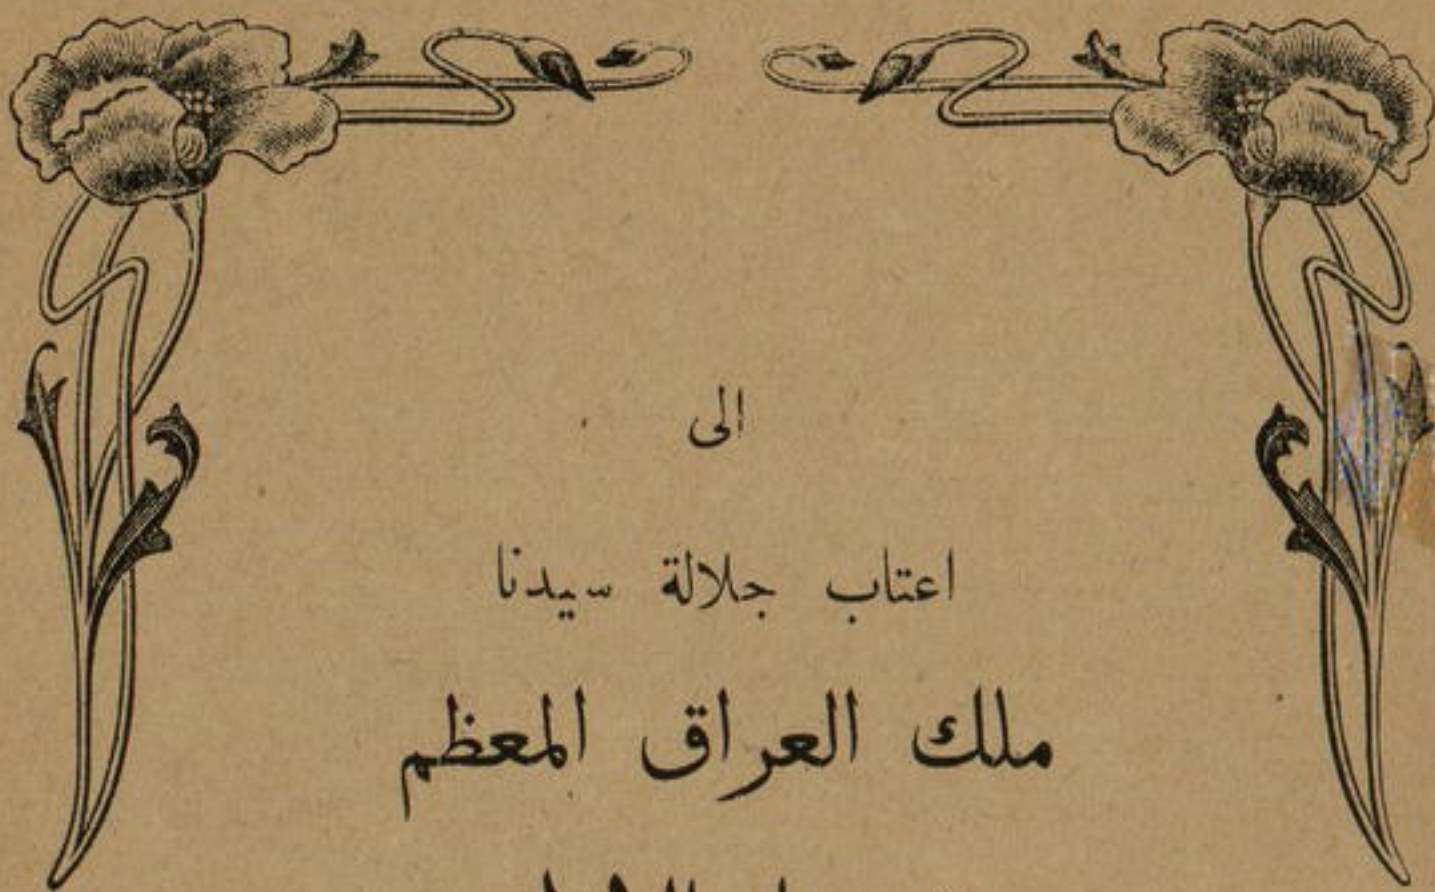 الى
اعتاب جلالة سيدنا
ملك العراق المعظم